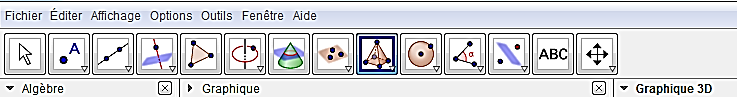 Fichier Éditer Affichage Options Outils Fenêtre Aide
A α ABC
Algèbre Graphique Graphique 3D